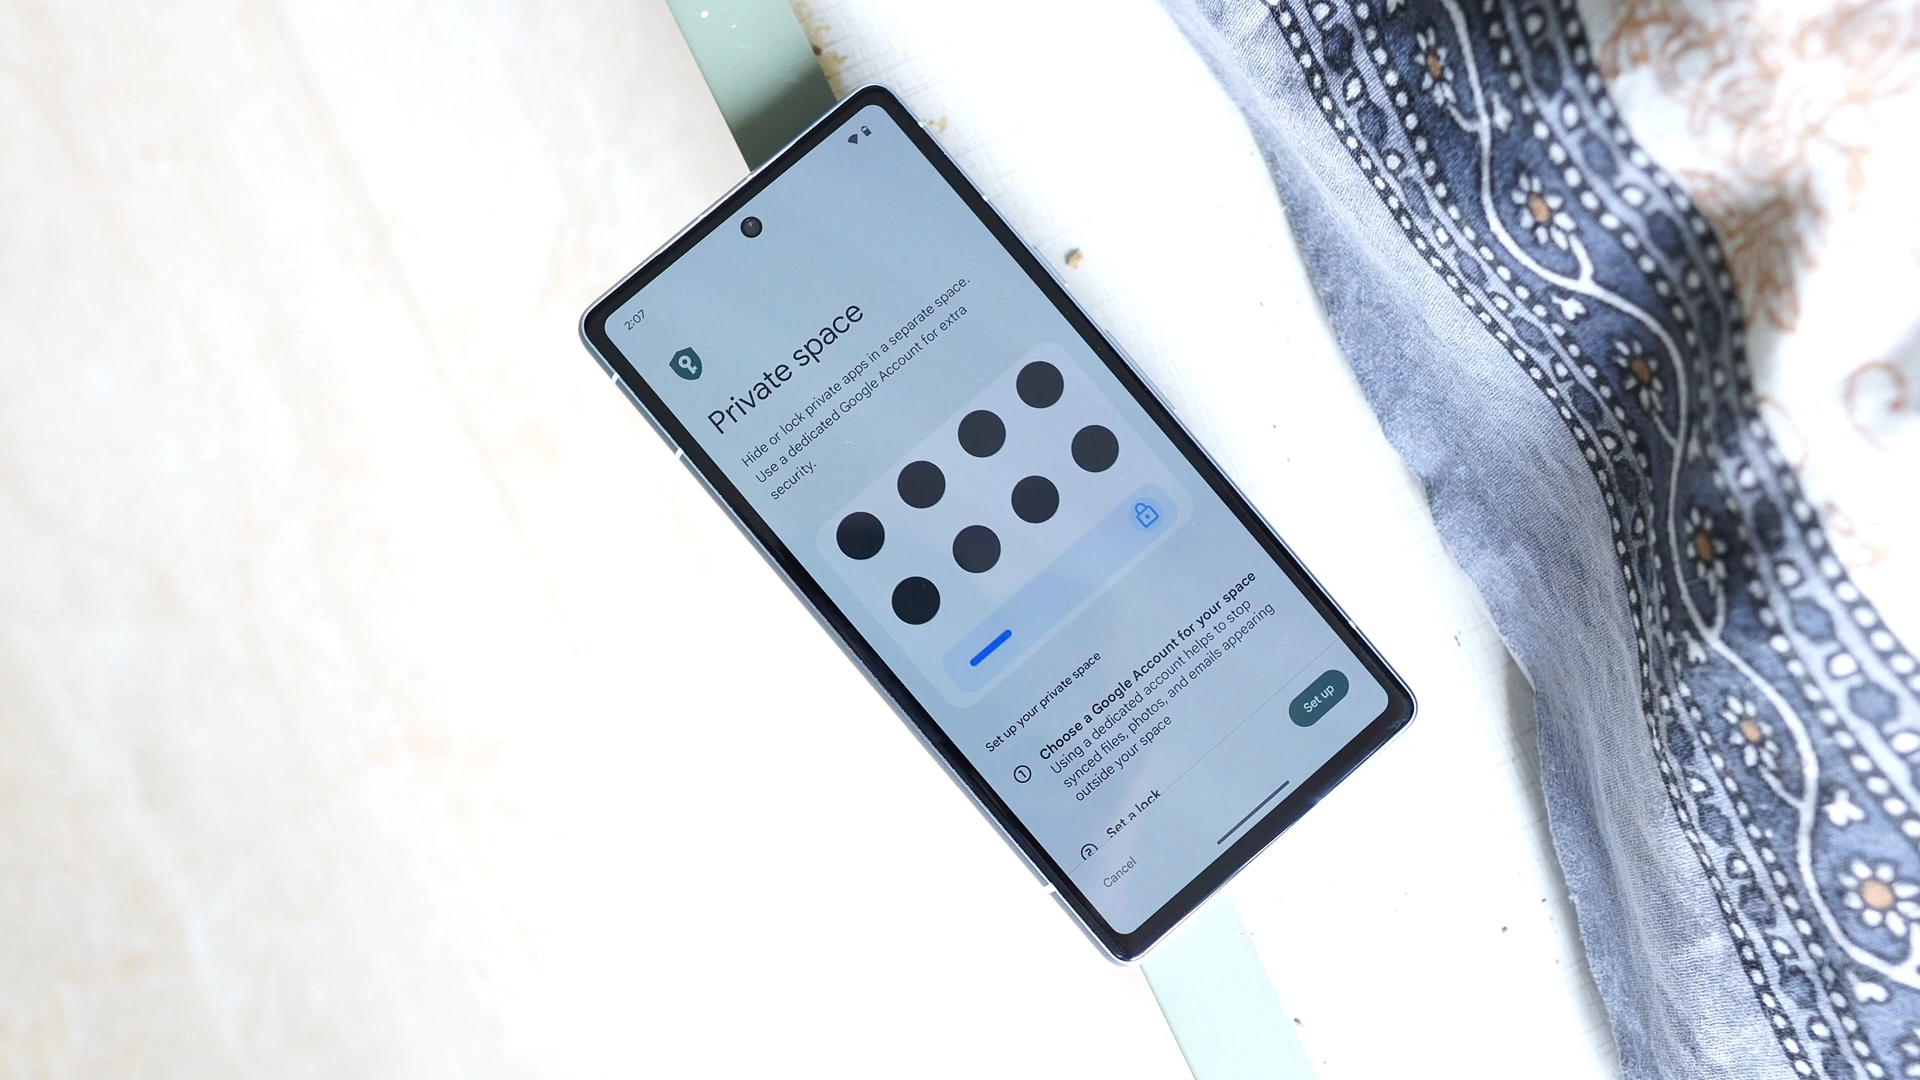 2:07
Private space
Hide or lock private apps in a separate space.
Use a dedicated Google Account for extra
security.
Set up your private space
1 Choose a Google Account for your space
Using a dedicated account helps to stop
synced files, photos, and emails appearing
outside your space
2 Set a lock
Cancel
Set up